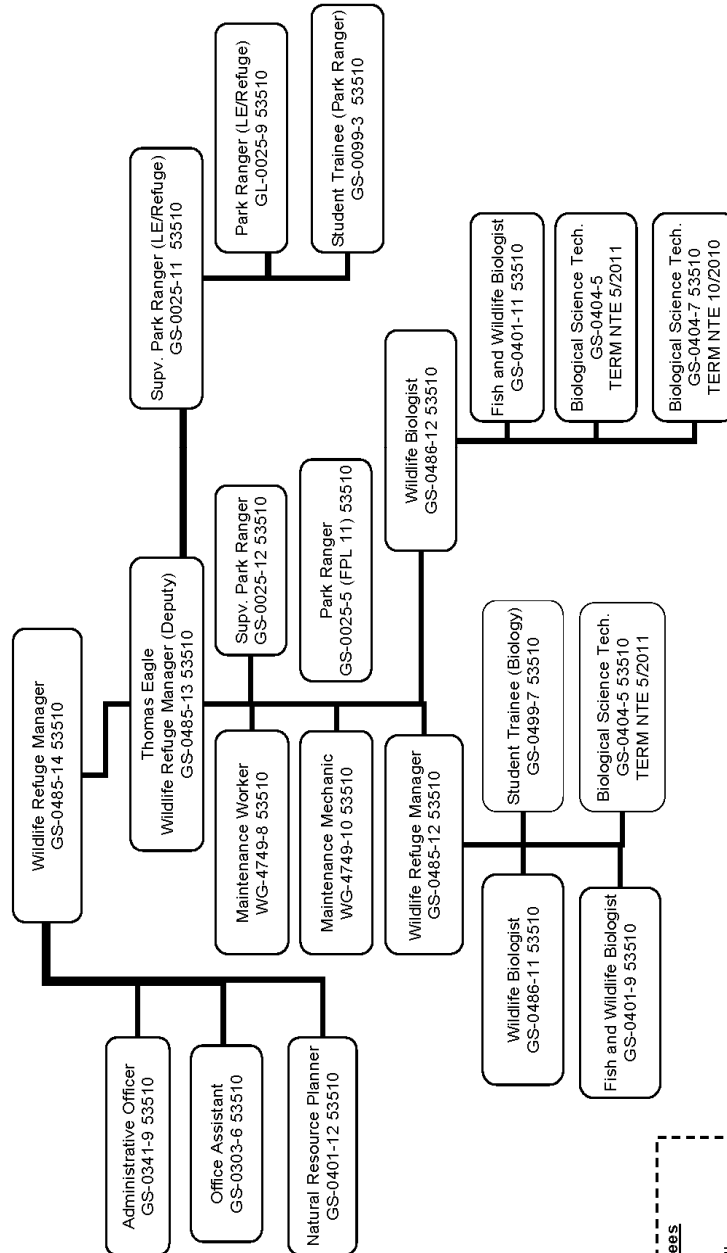 Wildlife Refuge Manager
GS-0485-14 53510
Administrative Officer
GS-0341-9 53510
Office Assistant
GS-0303-6 53510
Natural Resource Planner
GS-0401-12 53510
Thomas Eagle
Wildlife Refuge Manager (Deputy)
GS-0485-13 53510
Supv. Park Ranger (LE/Refuge)
GS-0025-11 53510
Park Ranger (LE/Refuge)
GL-0025-9 53510
Student Trainee (Park Ranger)
GS-0099-3 53510
Maintenance Worker
WG-4749-8 53510
Supv. Park Ranger
GS-0025-12 53510
Maintenance Mechanic
WG-4749-10 53510
Park Ranger
GS-0025-5 (FPL 11) 53510
Wildlife Refuge Manager
GS-0485-12 53510
Wildlife Biologist
GS-0486-12 53510
Wildlife Biologist
GS-0486-11 53510
Student Trainee (Biology)
GS-0499-7 53510
Fish and Wildlife Biologist
GS-0401-9 53510
Biological Science Tech.
GS-0404-5 53510
TERM NTE 5/2011
Fish and Wildlife Biologist
GS-0401-11 53510
Biological Science Tech.
GS-0404-5
TERM NTE 5/2011
Biological Science Tech.
GS-0404-7 53510
TERM NTE 10/2010
ees